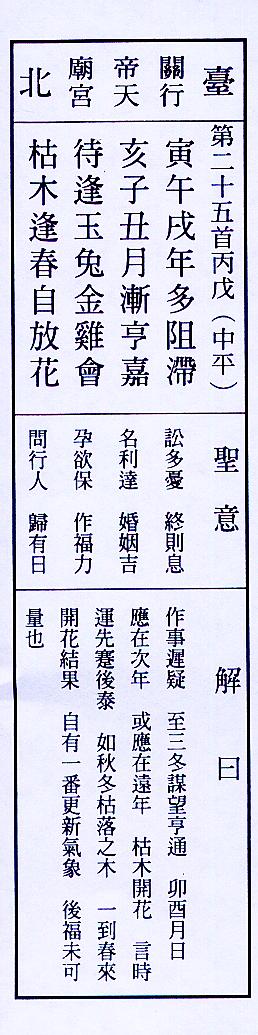 臺
關行
帝天
廟宮
北
第二十五首丙戊（中平）
寅午戌年多阻滯
亥子丑月漸亨嘉
待逢玉兔金雞會
枯木逢春自放花
聖意
訟多憂　終則息
名利達　婚姻吉
孕欲保　作福力
問行人　歸有日
解曰
作事遲疑　至三冬謀望亨通　卯酉月日
應在次年　或應在遠年　枯木開花　言時
運先蹇後泰　如秋冬枯落之木　一到春來
開花結果　自有一番更新氣象　後福未可
量也